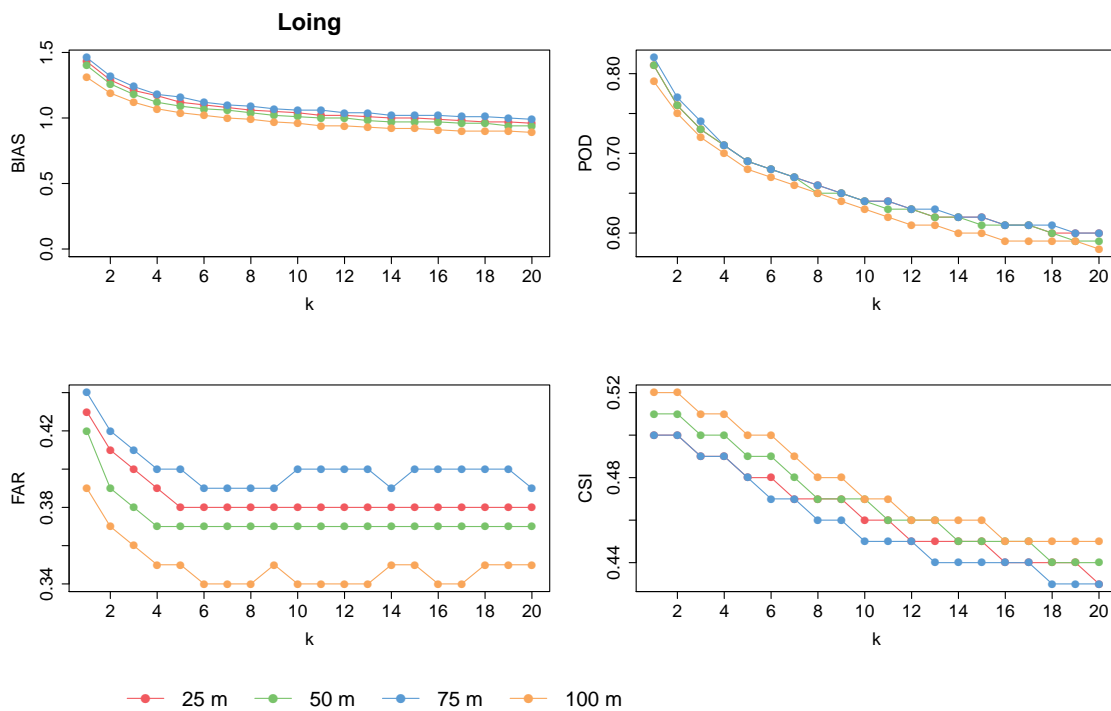 Loing
1.5
1.0
0.5
0.0
BIAS
2 4 6 8 10 12 14 16 18 20
k
0.80
0.70
0.60
POD
2 4 6 8 10 12 14 16 18 20
k
0.42
0.38
0.34
FAR
2 4 6 8 10 12 14 16 18 20
k
0.52
0.48
0.44
CSI
2 4 6 8 10 12 14 16 18 20
k
25 m 50 m 75 m 100 m